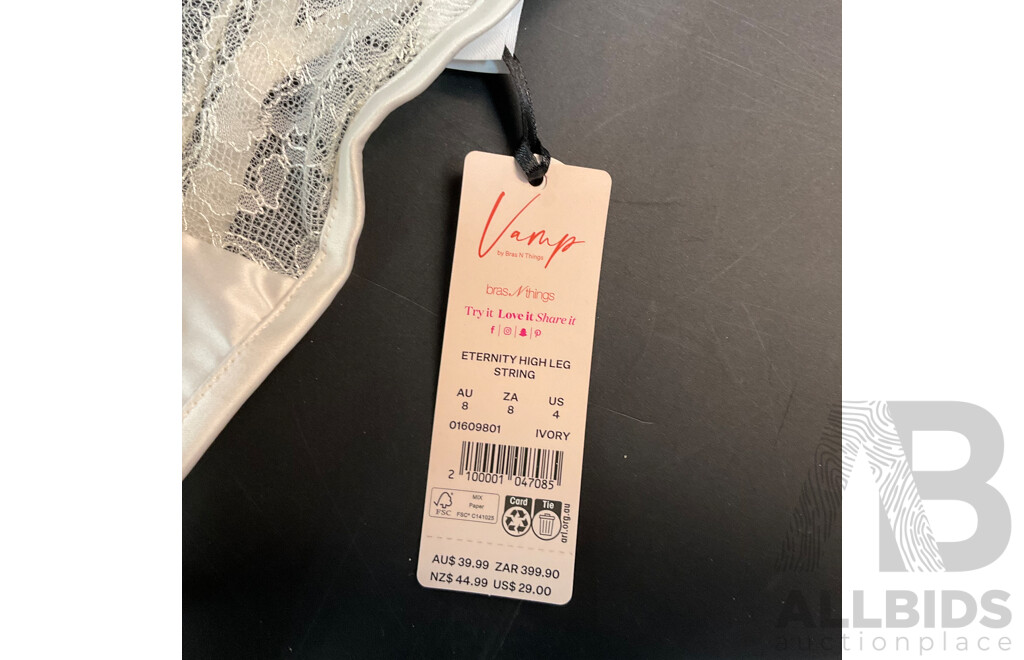 Vamp
by Bras N Things
bras N things
Try it Love it Share it
ETERNITY HIGH LEG
STRING
AU ZA US
8 8 4
01609801 IVORY
2 100001 047085
FSC
MIX
Paper
FSC® C141025
Card
Tie
arl.org.au
AU$ 39.99 ZAR 399.90
NZ$ 44.99 US$ 29.00
AB
ALLBIDS
auctionplace